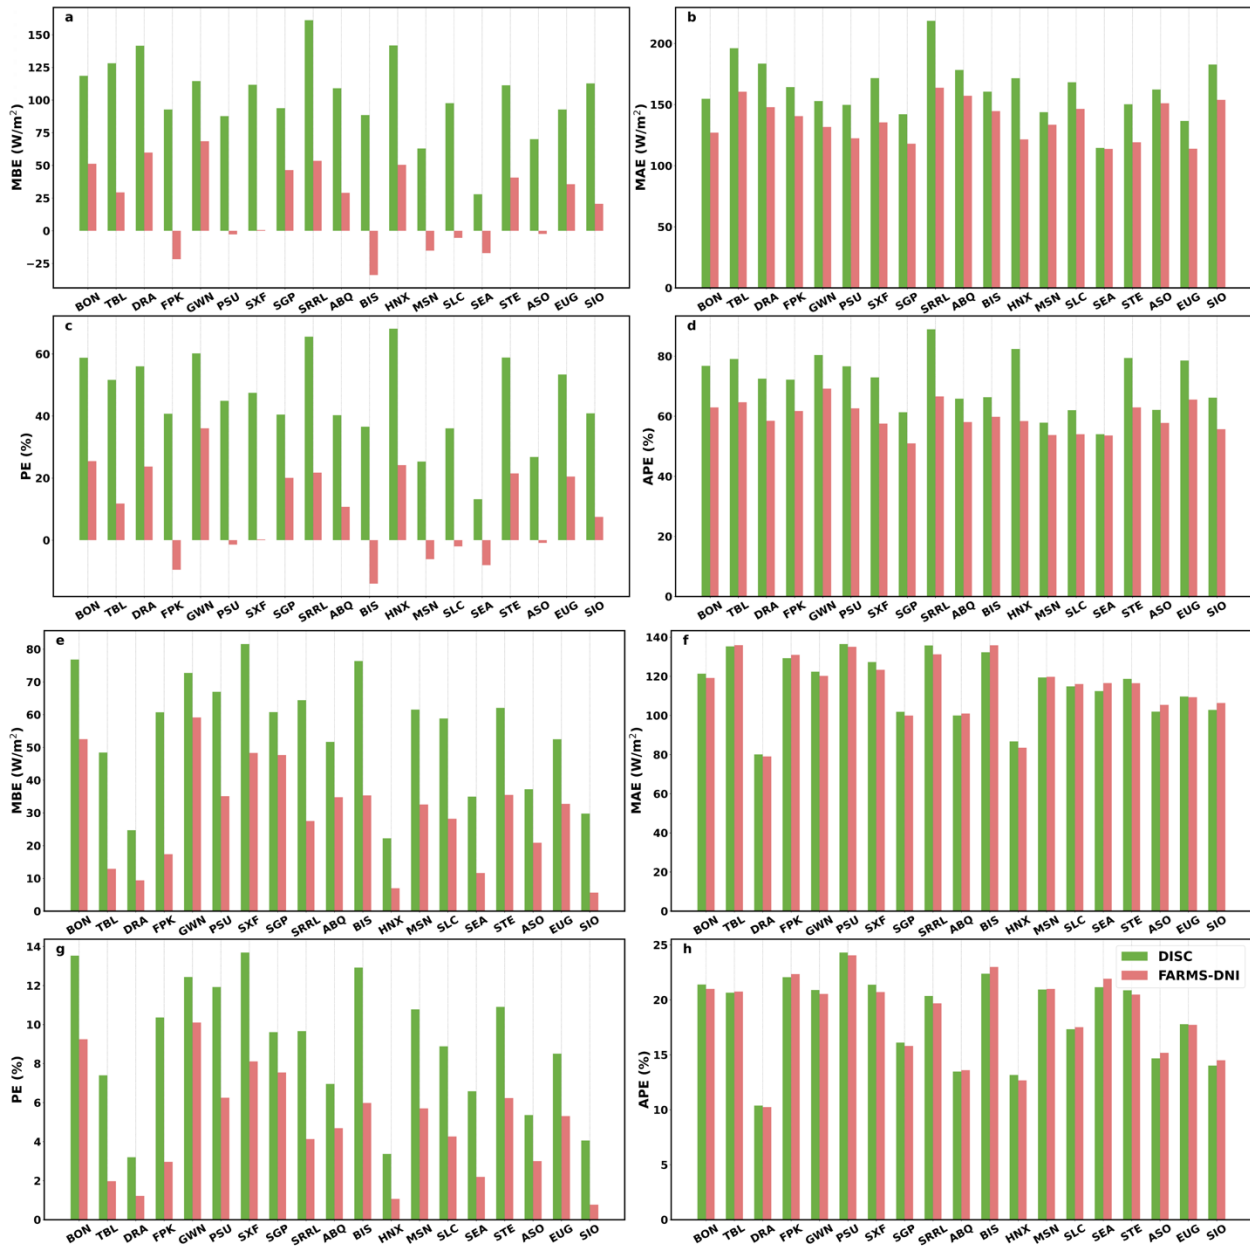 a
MBE (W/m²)
150
125
100
75
50
25
0
−25
BON TBL DRA FPK GWN PSU SXF SGP SRRL ABQ BIS HNX MSN SLC SEA STE ASO EUG SIO
b
MAE (W/m²)
200
150
100
50
0
BON TBL DRA FPK GWN PSU SXF SGP SRRL ABQ BIS HNX MSN SLC SEA STE ASO EUG SIO
c
PE (%)
60
40
20
0
BON TBL DRA FPK GWN PSU SXF SGP SRRL ABQ BIS HNX MSN SLC SEA STE ASO EUG SIO
d
APE (%)
80
60
40
20
0
BON TBL DRA FPK GWN PSU SXF SGP SRRL ABQ BIS HNX MSN SLC SEA STE ASO EUG SIO
e
MBE (W/m²)
80
70
60
50
40
30
20
10
0
BON TBL DRA FPK GWN PSU SXF SGP SRRL ABQ BIS HNX MSN SLC SEA STE ASO EUG SIO
f
MAE (W/m²)
140
120
100
80
60
40
20
0
BON TBL DRA FPK GWN PSU SXF SGP SRRL ABQ BIS HNX MSN SLC SEA STE ASO EUG SIO
g
PE (%)
14
12
10
8
6
4
2
0
BON TBL DRA FPK GWN PSU SXF SGP SRRL ABQ BIS HNX MSN SLC SEA STE ASO EUG SIO
h
DISC
FARMS-DNI
APE (%)
25
20
15
10
5
0
BON TBL DRA FPK GWN PSU SXF SGP SRRL ABQ BIS HNX MSN SLC SEA STE ASO EUG SIO